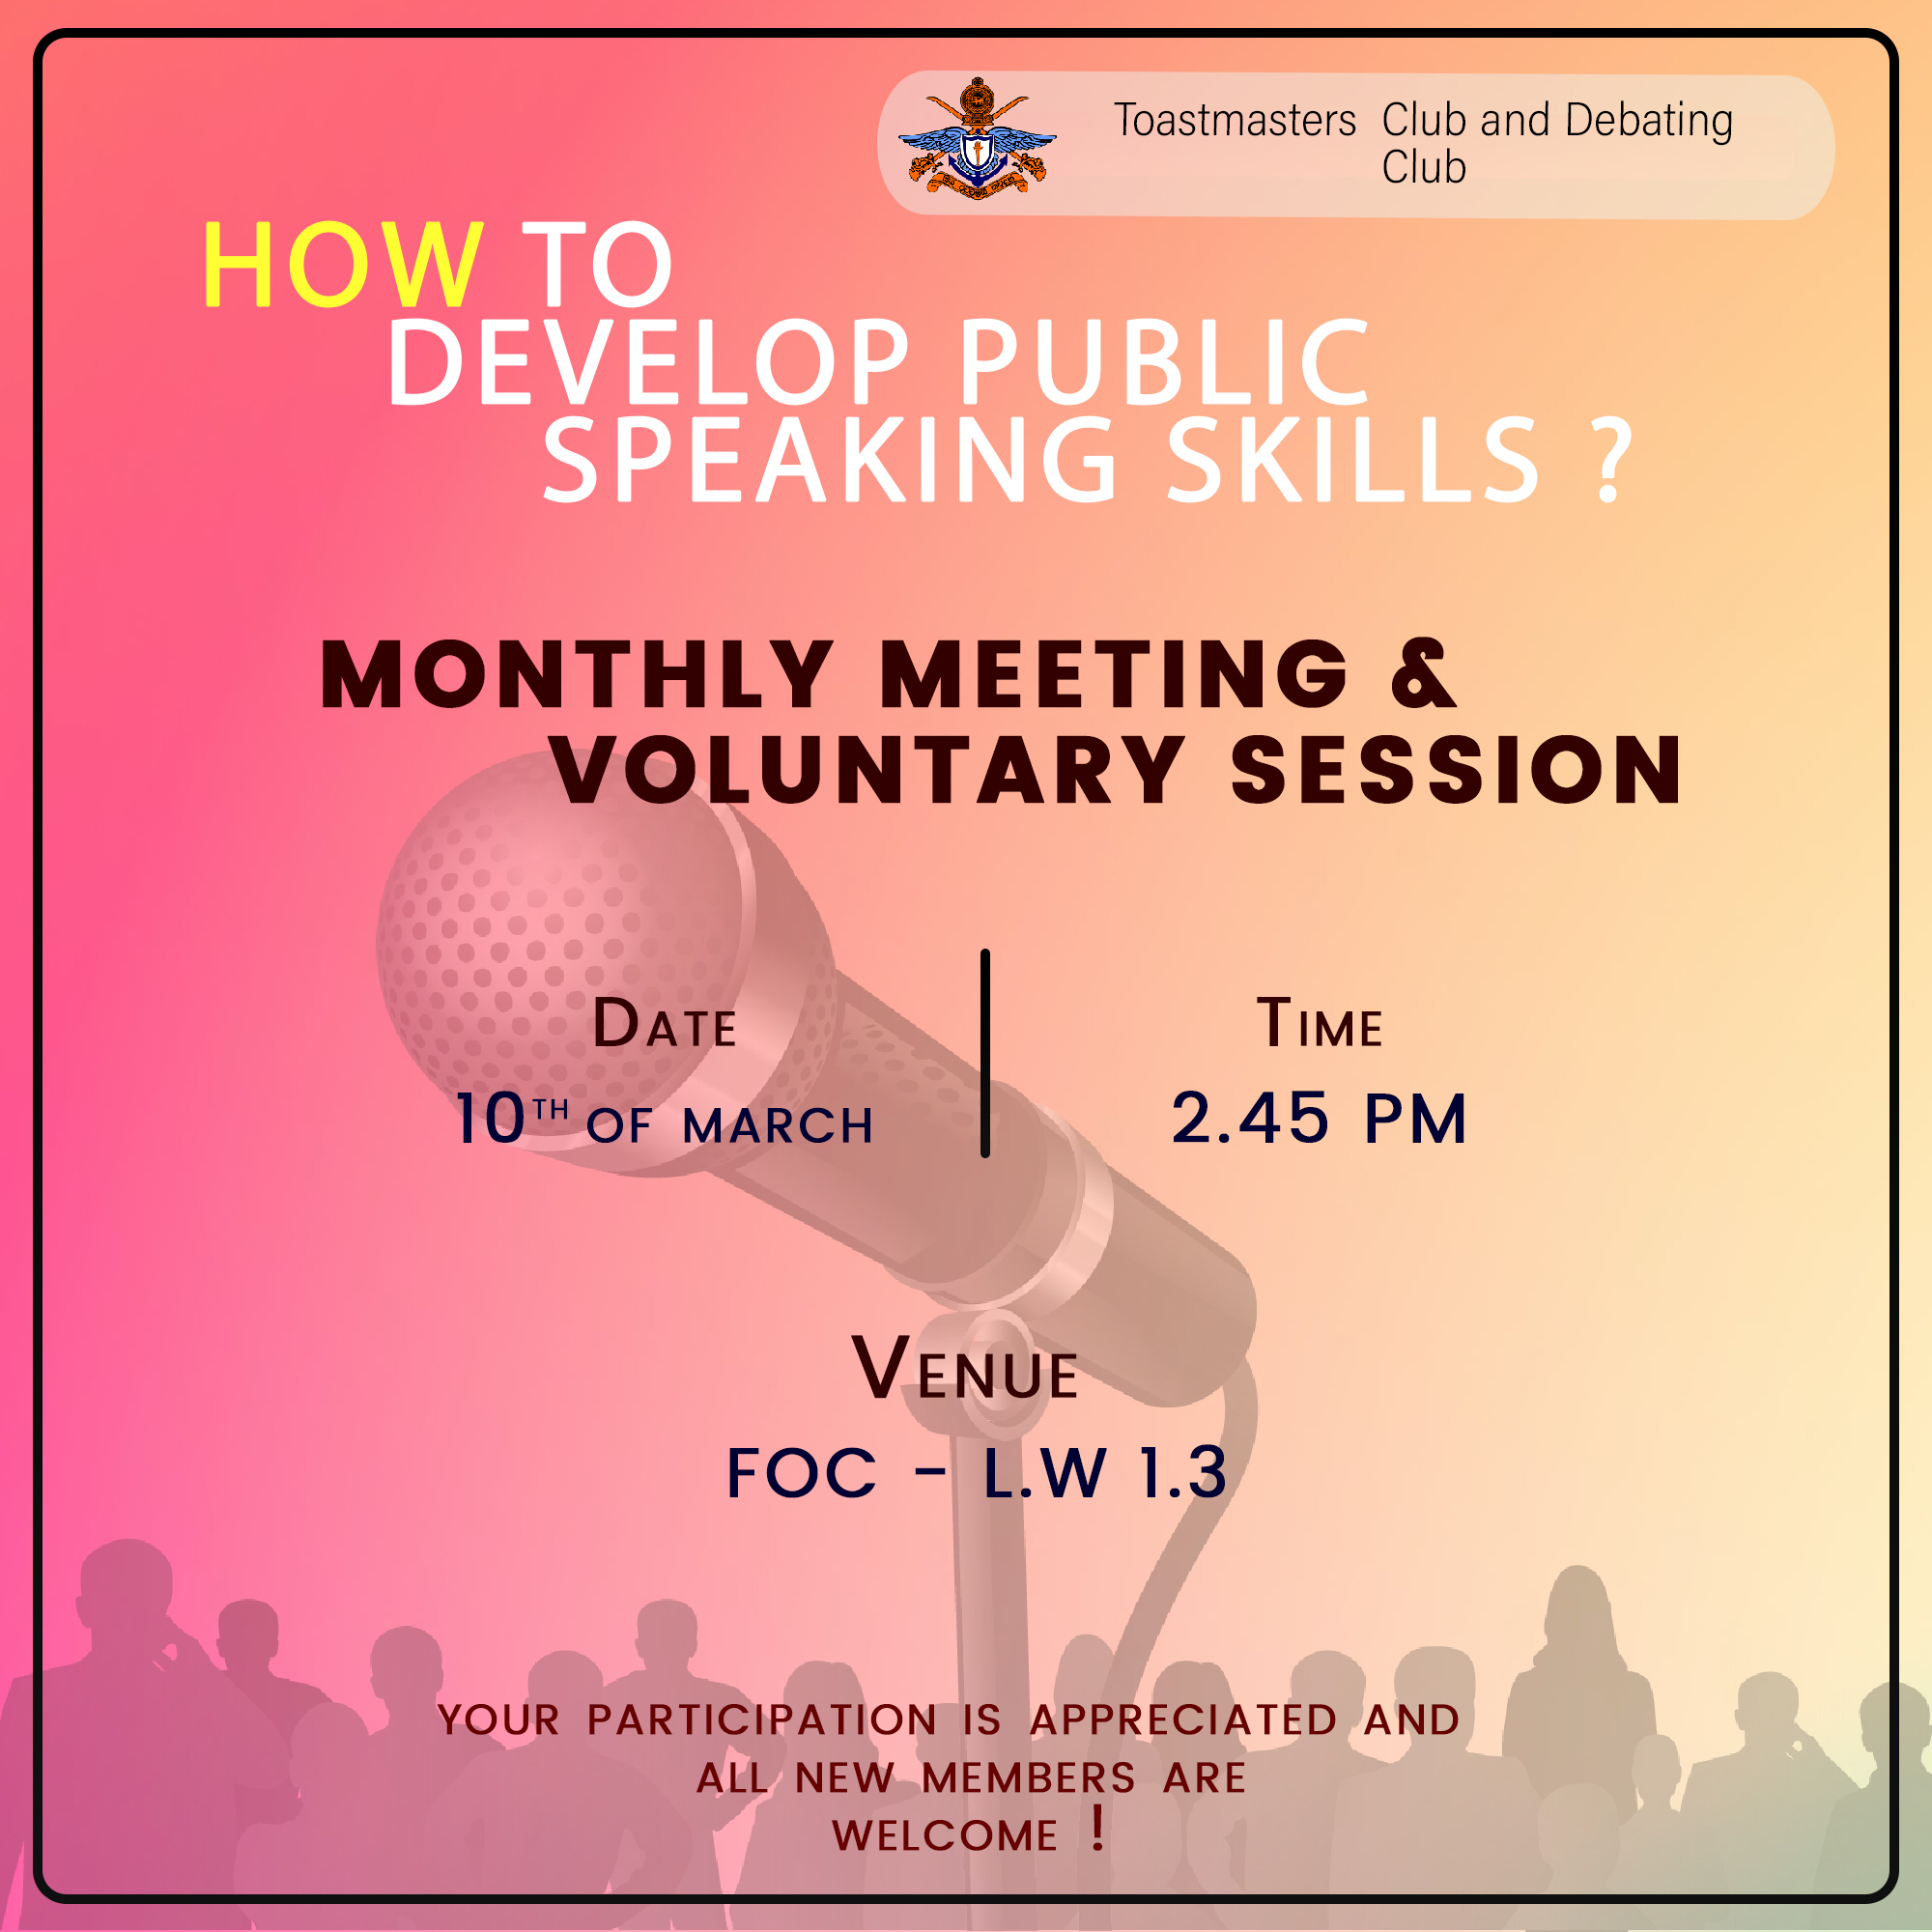 Toastmasters Club and Debating
Club
HOW TO
DEVELOP PUBLIC
SPEAKING SKILLS ?
MONTHLY MEETING &
VOLUNTARY SESSION
DATE
TIME
10TH OF MARCH
2.45 PM
VENUE
FOC - L.W 1.3
YOUR PARTICIPATION IS APPRECIATED AND
ALL NEW MEMBERS ARE
WELCOME !